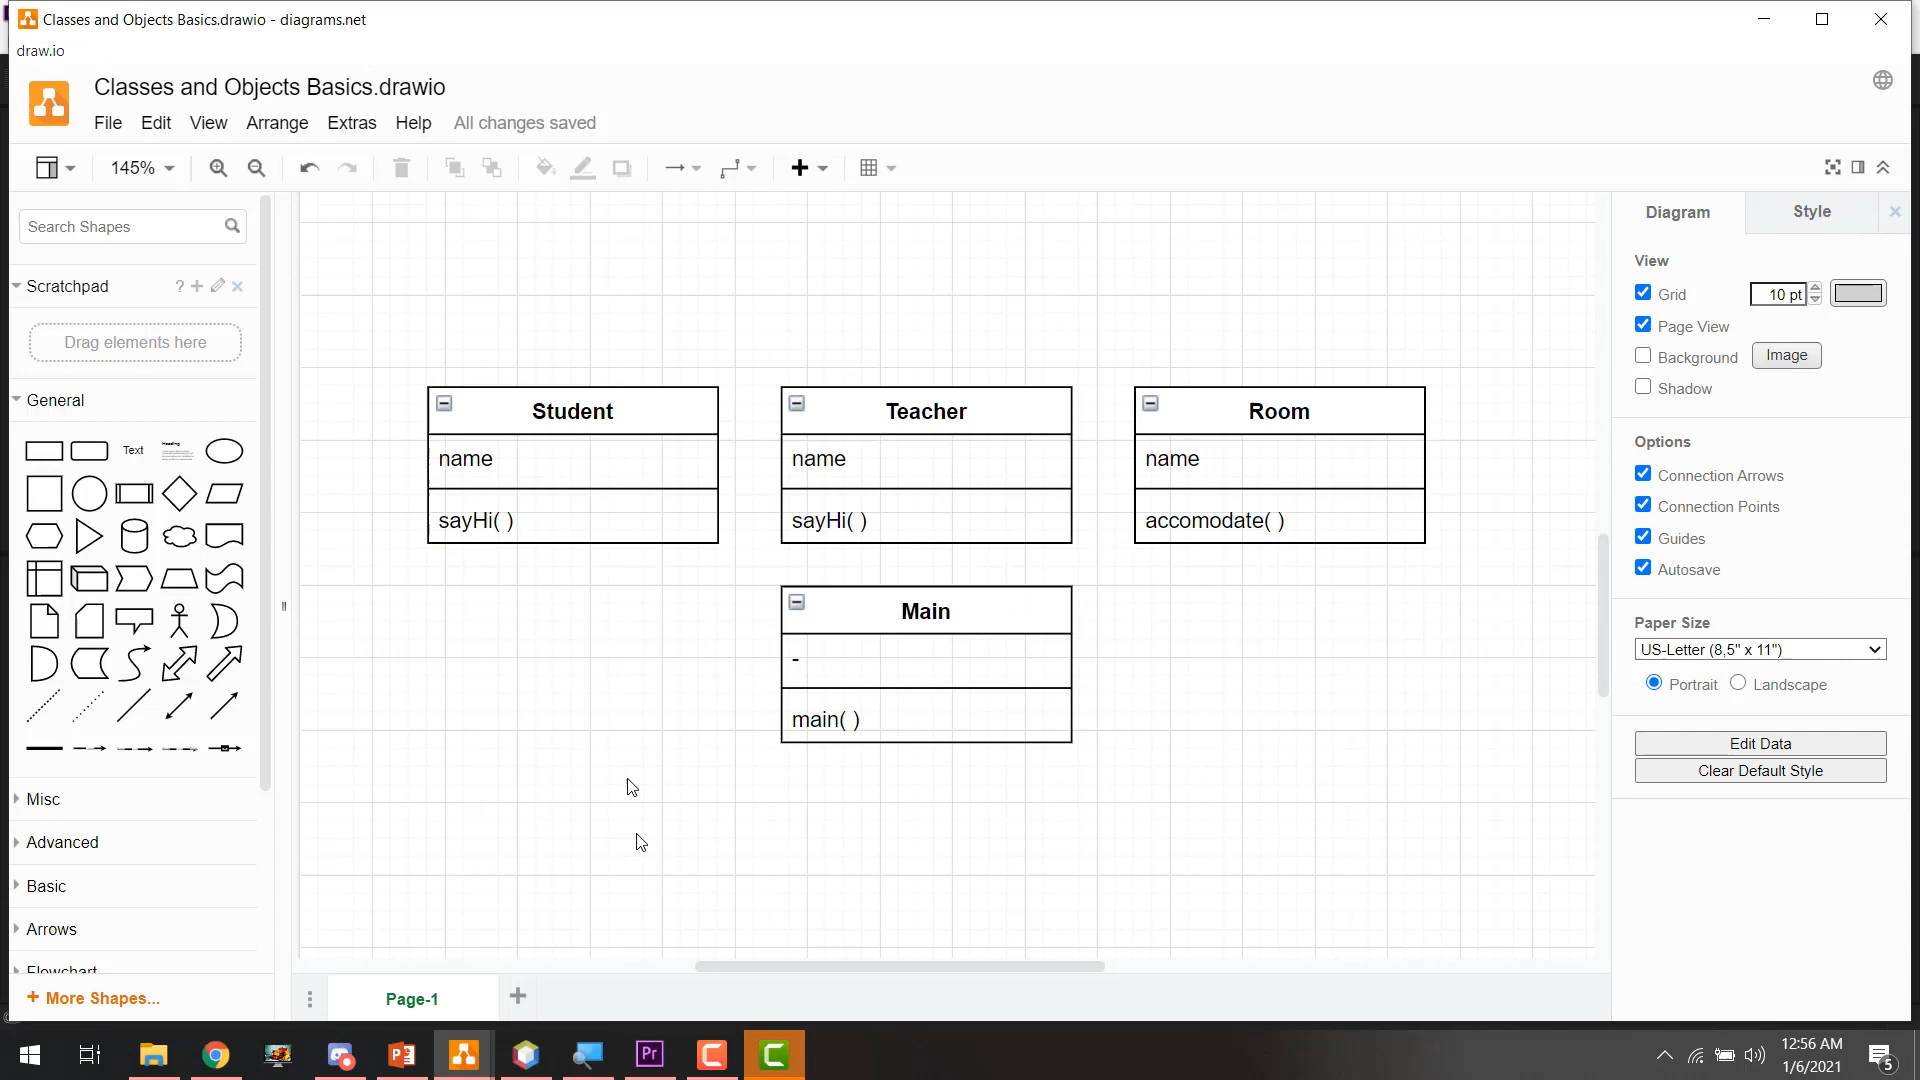 Classes and Objects Basics.drawio - diagrams.net
draw.io
Classes and Objects Basics.drawio
File Edit View Arrange Extras Help All changes saved
145%
Search Shapes
Scratchpad ?
Drag elements here
General
Text
Heading
Misc
Advanced
Basic
Arrows
Flowchart
+ More Shapes...
Student
name
sayHi( )
Teacher
name
sayHi( )
Room
name
accomodate( )
Main
-
main( )
Page-1
Diagram Style
View
Grid 10 pt
Page View
Background Image
Shadow
Options
Connection Arrows
Connection Points
Guides
Autosave
Paper Size
US-Letter (8,5" x 11")
Portrait Landscape
Edit Data
Clear Default Style
Pr
12:56 AM
1/6/2021
5